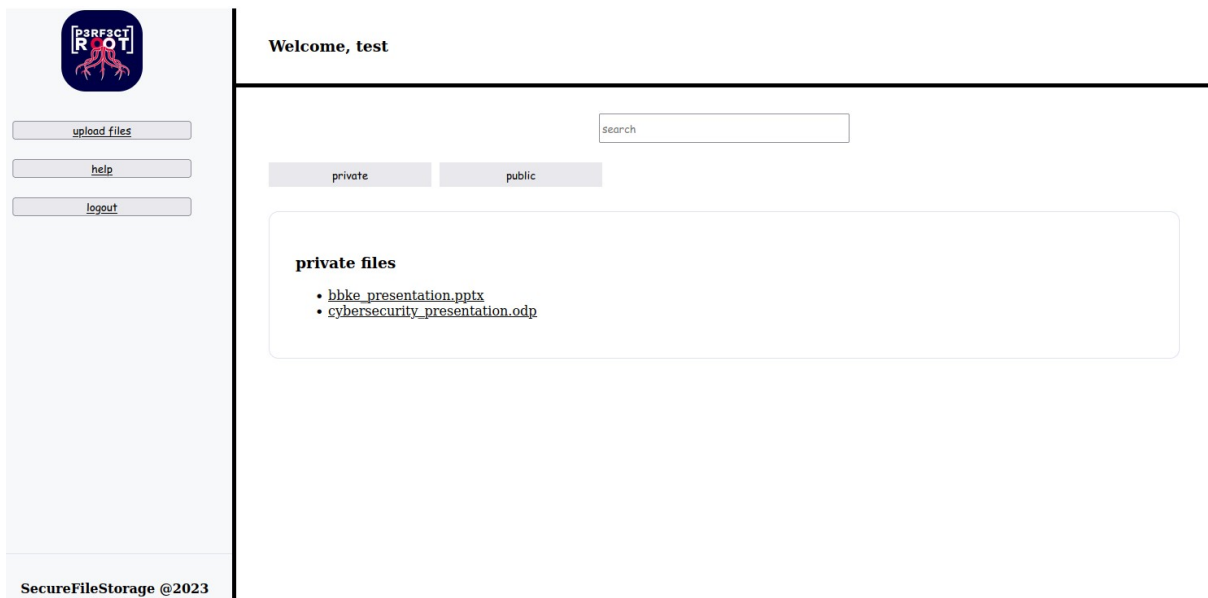 [P3RF3CT]
[ROOT]
upload files
help
logout
SecureFileStorage @2023
Welcome, test
search
private
public
private files
• bbke_presentation.pptx
• cybersecurity_presentation.odp